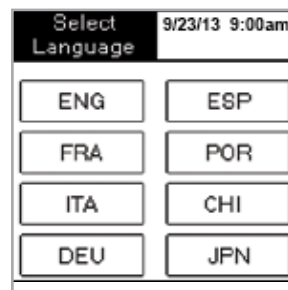 Select
Language
9/23/13 9:00am
ENG
ESP
FRA
POR
ITA
CHI
DEU
JPN